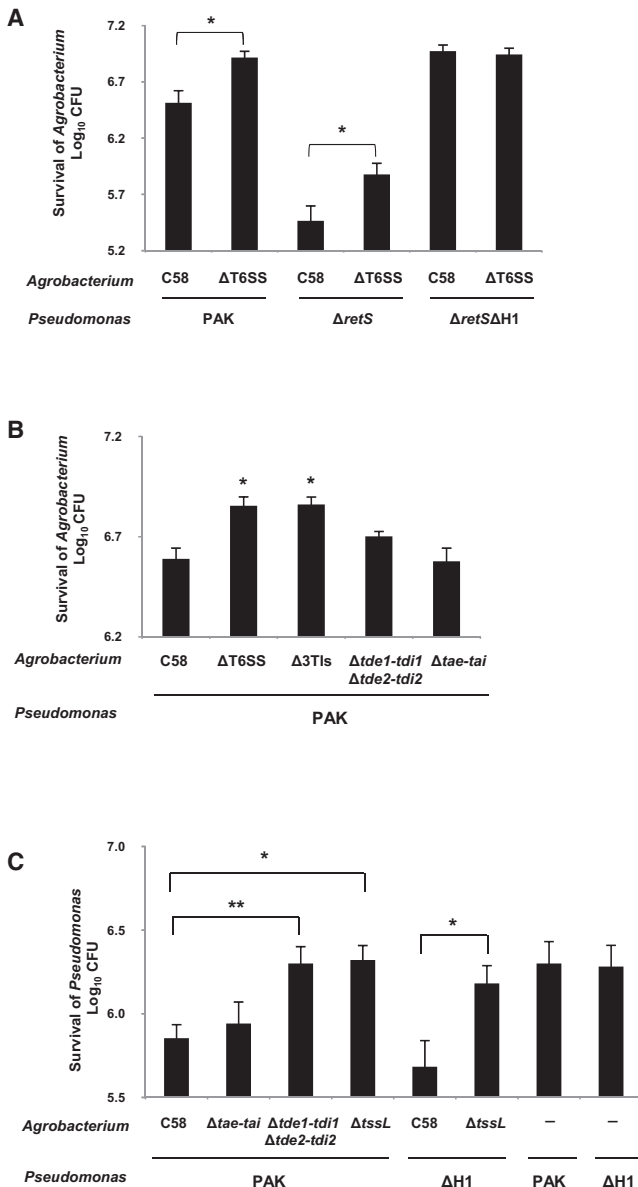 A
Survival of Agrobacterium
Log10 CFU
7.2
6.7
6.2
5.7
5.2
*
*
Agrobacterium
C58 ΔT6SS C58 ΔT6SS C58 ΔT6SS
Pseudomonas
PAK ΔretS ΔretSΔH1
B
Survival of Agrobacterium
Log10 CFU
7.2
6.7
6.2
* *
Agrobacterium
C58 ΔT6SS Δ3TIs Δtde1-tdi1 Δtae-tai
Δtde2-tdi2
Pseudomonas
PAK
C
Survival of Pseudomonas
Log10 CFU
7.0
6.5
6.0
5.5
*
**
*
Agrobacterium
C58 Δtae-tai Δtde1-tdi1 ΔtssL C58 ΔtssL – –
Δtde2-tdi2
Pseudomonas
PAK ΔH1 PAK ΔH1